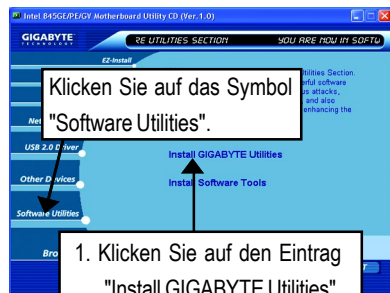 Intel 845GE/PE/GV Motherboard Utility CD (Ver.1.0)
GIGABYTE
TECHNOLOGY
RE UTILITIES SECTION
YOU ARE NOW IN SOFTW
EZ-Install
Utilities Section.
erful software
us attacks,
and also
enhancing the
Klicken Sie auf das Symbol
"Software Utilities".
Net
USB 2.0 Driver
Install GIGABYTE Utilities
Other Devices
Install Software Tools
Software Utilities
Bro
1. Klicken Sie auf den Eintrag
"Install GIGABYTE Utilities"